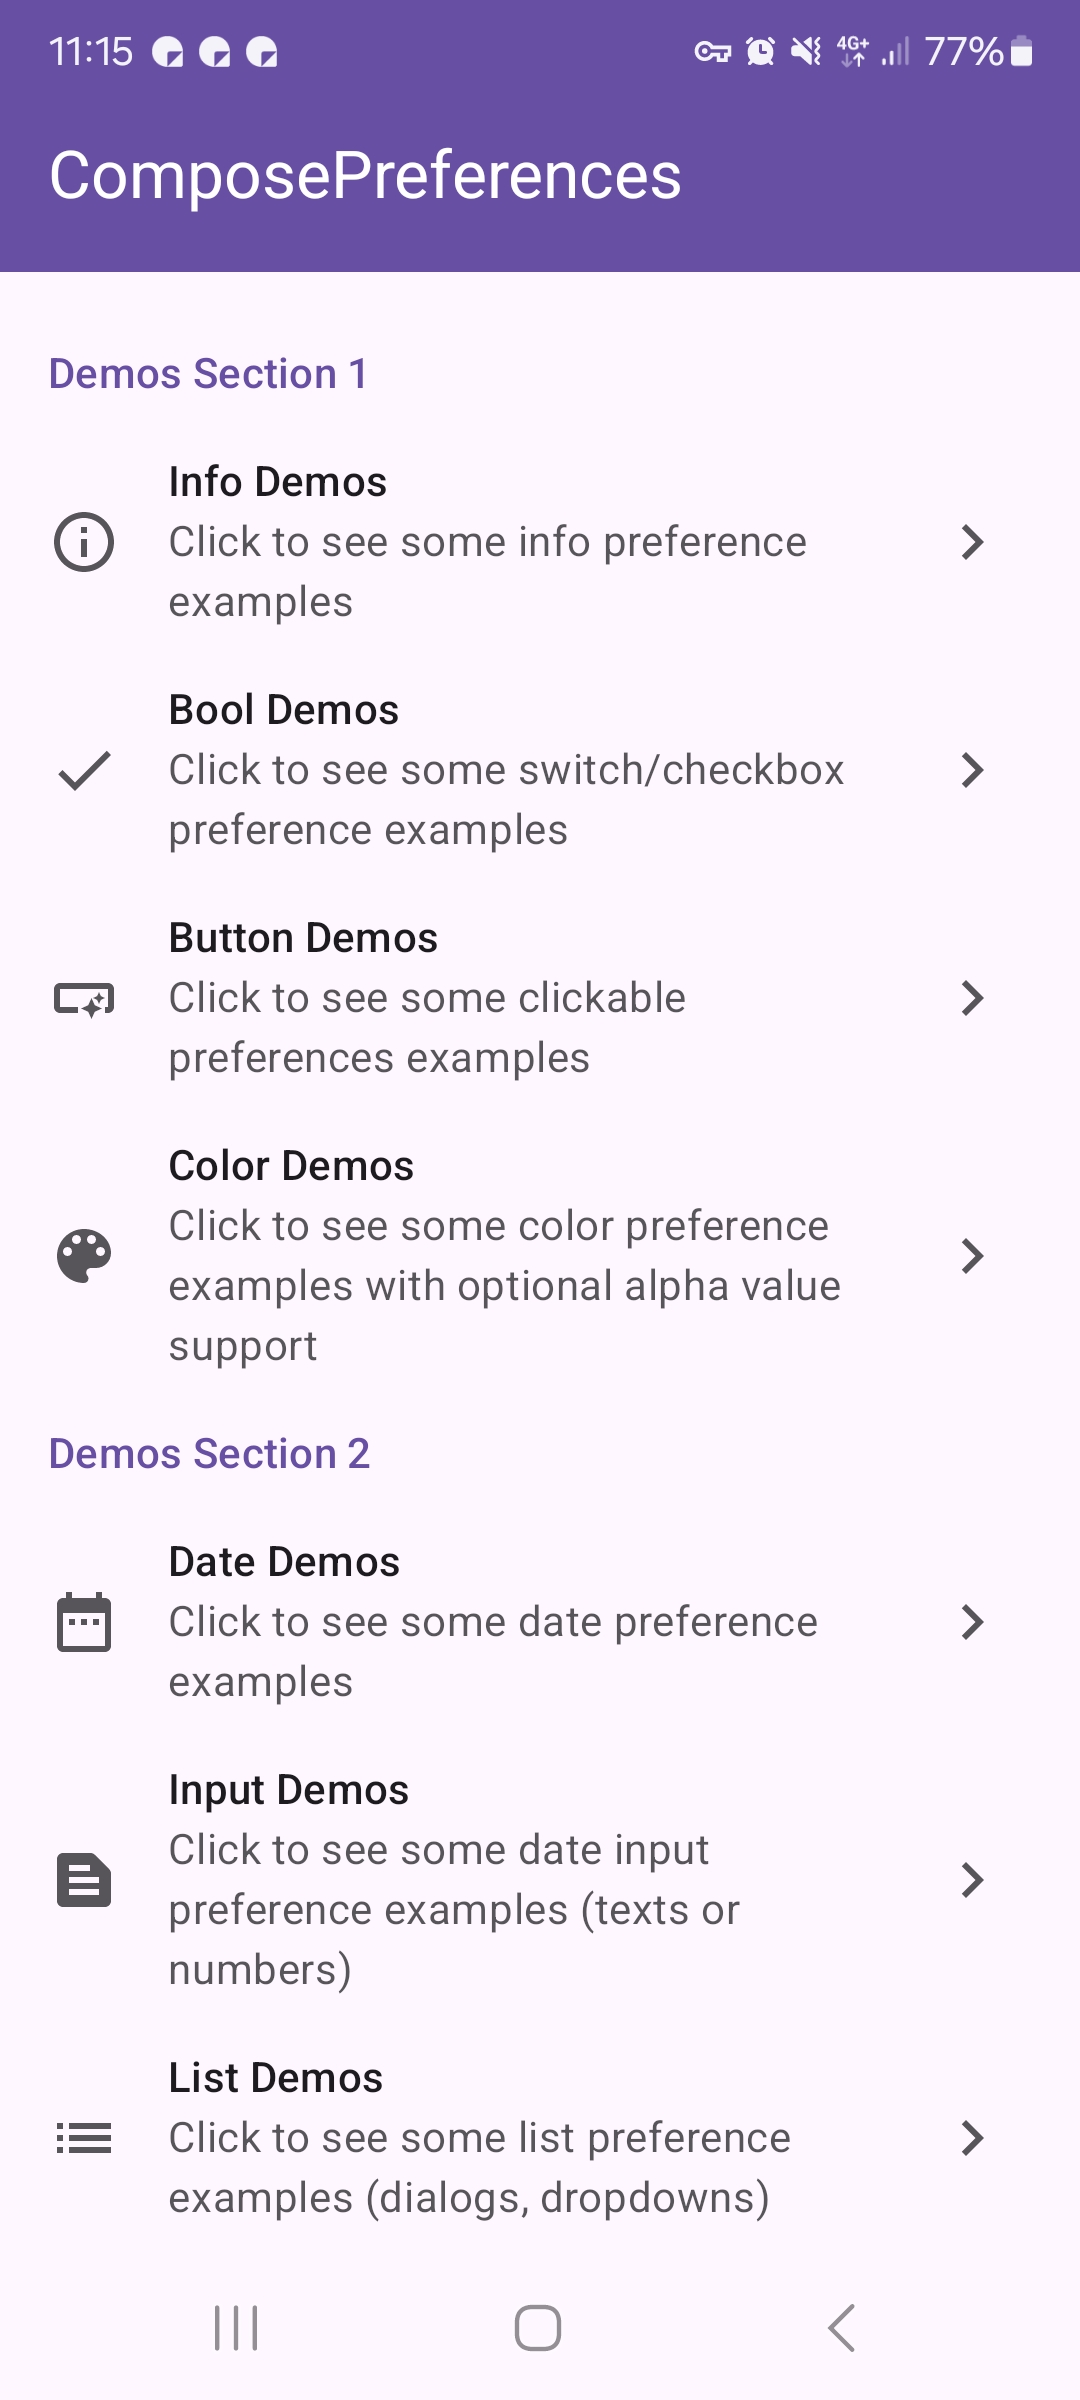 11:15
4G+
77%
ComposePreferences
Demos Section 1
Info Demos
Click to see some info preference
examples
Bool Demos
Click to see some switch/checkbox
preference examples
Button Demos
Click to see some clickable
preferences examples
Color Demos
Click to see some color preference
examples with optional alpha value
support
Demos Section 2
Date Demos
Click to see some date preference
examples
Input Demos
Click to see some date input
preference examples (texts or
numbers)
List Demos
Click to see some list preference
examples (dialogs, dropdowns)